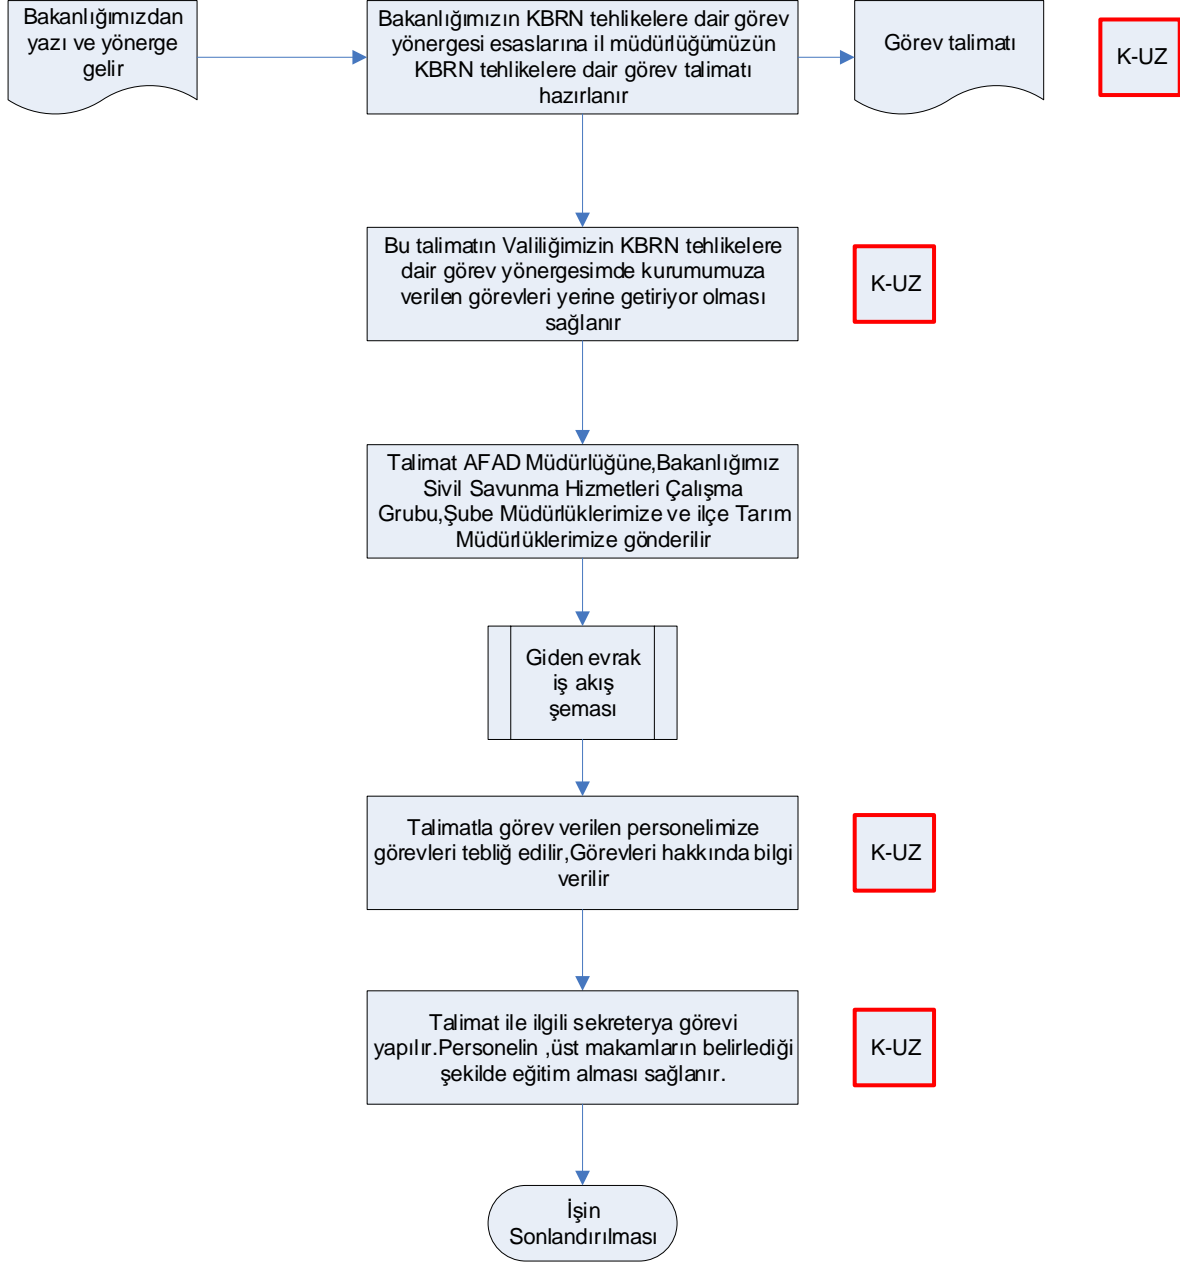 Bakanlığımızdan
yazı ve yönerge
gelir
Bakanlığımızın KBRN tehlikelere dair görev
yönergesi esaslarına il müdürlüğümüzün
KBRN tehlikelere dair görev talimatı
hazırlanır
Görev talimatı
K-UZ
Bu talimatın Valiliğimizin KBRN tehlikelere
dair görev yönergesimde kurumumuza
verilen görevleri yerine getiriyor olması
sağlanır
K-UZ
Talimat AFAD Müdürlüğüne,Bakanlığımız
Sivil Savunma Hizmetleri Çalışma
Grubu,Şube Müdürlüklerimize ve ilçe Tarım
Müdürlüklerimize gönderilir
Giden evrak
iş akış
şeması
Talimatla görev verilen personelimize
görevleri tebliğ edilir,Görevleri hakkında bilgi
verilir
K-UZ
Talimat ile ilgili sekreterya görevi
yapılır.Personelin ,üst makamların belirlediği
şekilde eğitim alması sağlanır.
K-UZ
İşin
Sonlandırılması